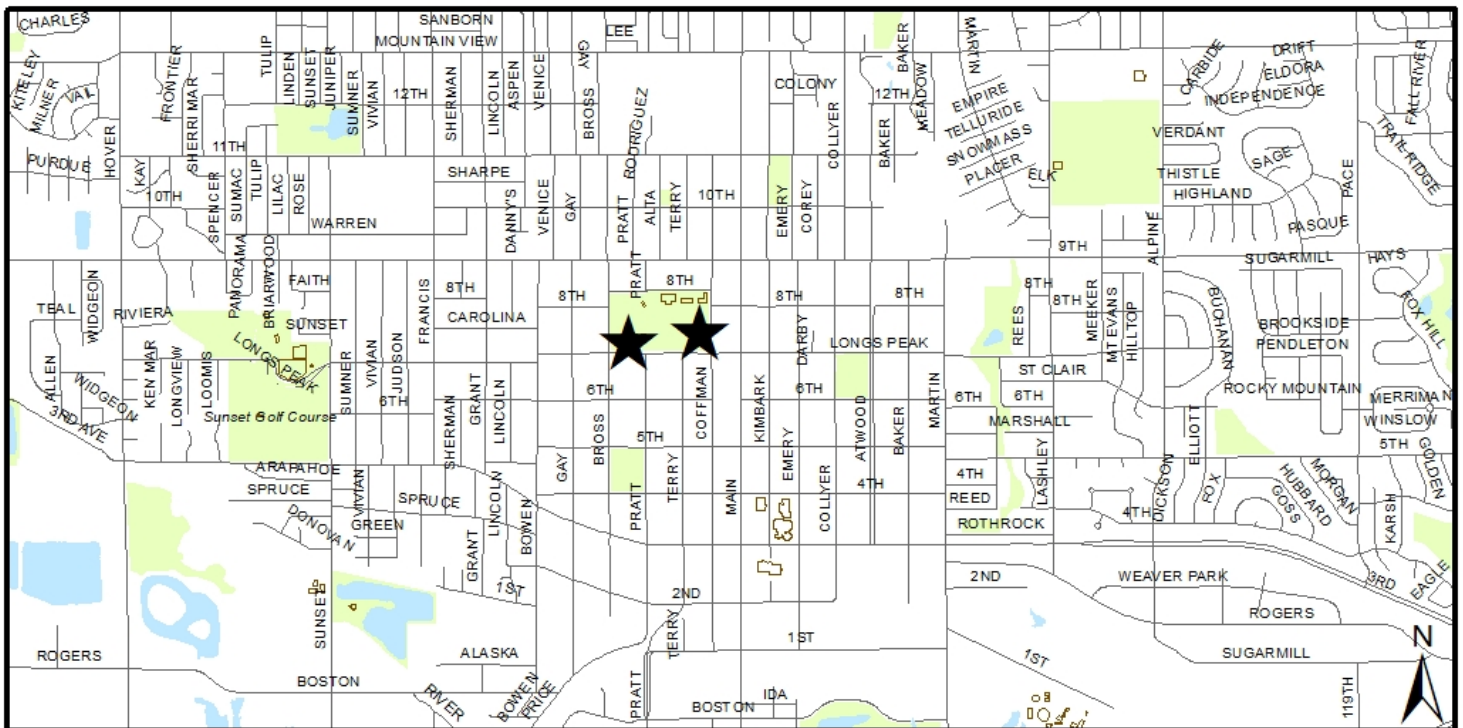 CHARLES
SANBORN
MOUNTAIN VIEW
LEE
KITELY
MILNER
VAIL
HOVER
FRONTIER
SHERRI MAR
TULIP
LINDEN
SUNSET
JUNIPER
SUMNER
VIVIAN
12TH
SHERMAN
LINCOLN
ASPEN
VENICE
GAY
BROSS
RODRIGUEZ
COLONY
COLLYER
12TH
BAKER
BAKER
MEADOW
MARTIN
EMPIRE
TELLURIDE
SNOWMASS
PLACER
ELK
CARBIDE
DRIFT
ELDORA
INDEPENDENCE
FALL RIVER
TRAIL RIDGE
VERDANT
SAGE
THISTLE
HIGHLAND
PACE
PASQUE
PURDUE
KAY
11TH
10TH
SPENCER
SUMAC
TULIP
LILAC
ROSE
WARREN
SHARPE
DANNY'S
VENICE
GAY
PRATT
ALTA
TERRY
10TH
EMERY
COREY
9TH
ALPINE
SUGARMILL
HAYS
PANORAMA
BRIARWOOD
FAITH
TEAL
WIDGEON
RIVIERA
SUNSET
FRANCIS
8TH
CAROLINA
8TH
PRATT
8TH
8TH
8TH
DARBY
LONGS PEAK
8TH
8TH
REES
MEEKER
MT EVANS
HILLTOP
BUCHANAN
BROOKSIDE
PENDLETON
FOX HILL
ALLEN
WIDGEON
3RD AVE
KEN MAR
LONGVIEW
LOOMIS
LONGS PEAK
Sunset Golf Course
SUMNER
VIVIAN
JUDSON
6TH
SHERMAN
GRANT
LINCOLN
6TH
BROSS
COFFMAN
KIMBARK
6TH
ATWOOD
BAKER
MARTIN
ST CLAIR
6TH
6TH
MARSHALL
ROCKY MOUNTAIN
MERRIMAN
WINSLOW
5TH
ARAPAHOE
SPRUCE
DONOVAN
VIVIAN
GREEN
SPRUCE
LINCOLN
BOWEN
GRANT
GAY
5TH
PRATT
TERRY
MAIN
EMERY
COLLYER
4TH
4TH
REED
ROTHROCK
LASHLEY
4TH
DICKSON
ELLIOTT
FOX
GOSS
HUBBARD
MORGAN
KARSH
GOLDEN
3RD
EAGLE
1ST
2ND
2ND
WEAVER PARK
ROGERS
SUNSET
TERRY
1ST
1ST
SUGARMILL
ROGERS
BOSTON
ALASKA
RIVER
BOWEN
PRICE
PRATT
BOSTON
IDA
119TH
N